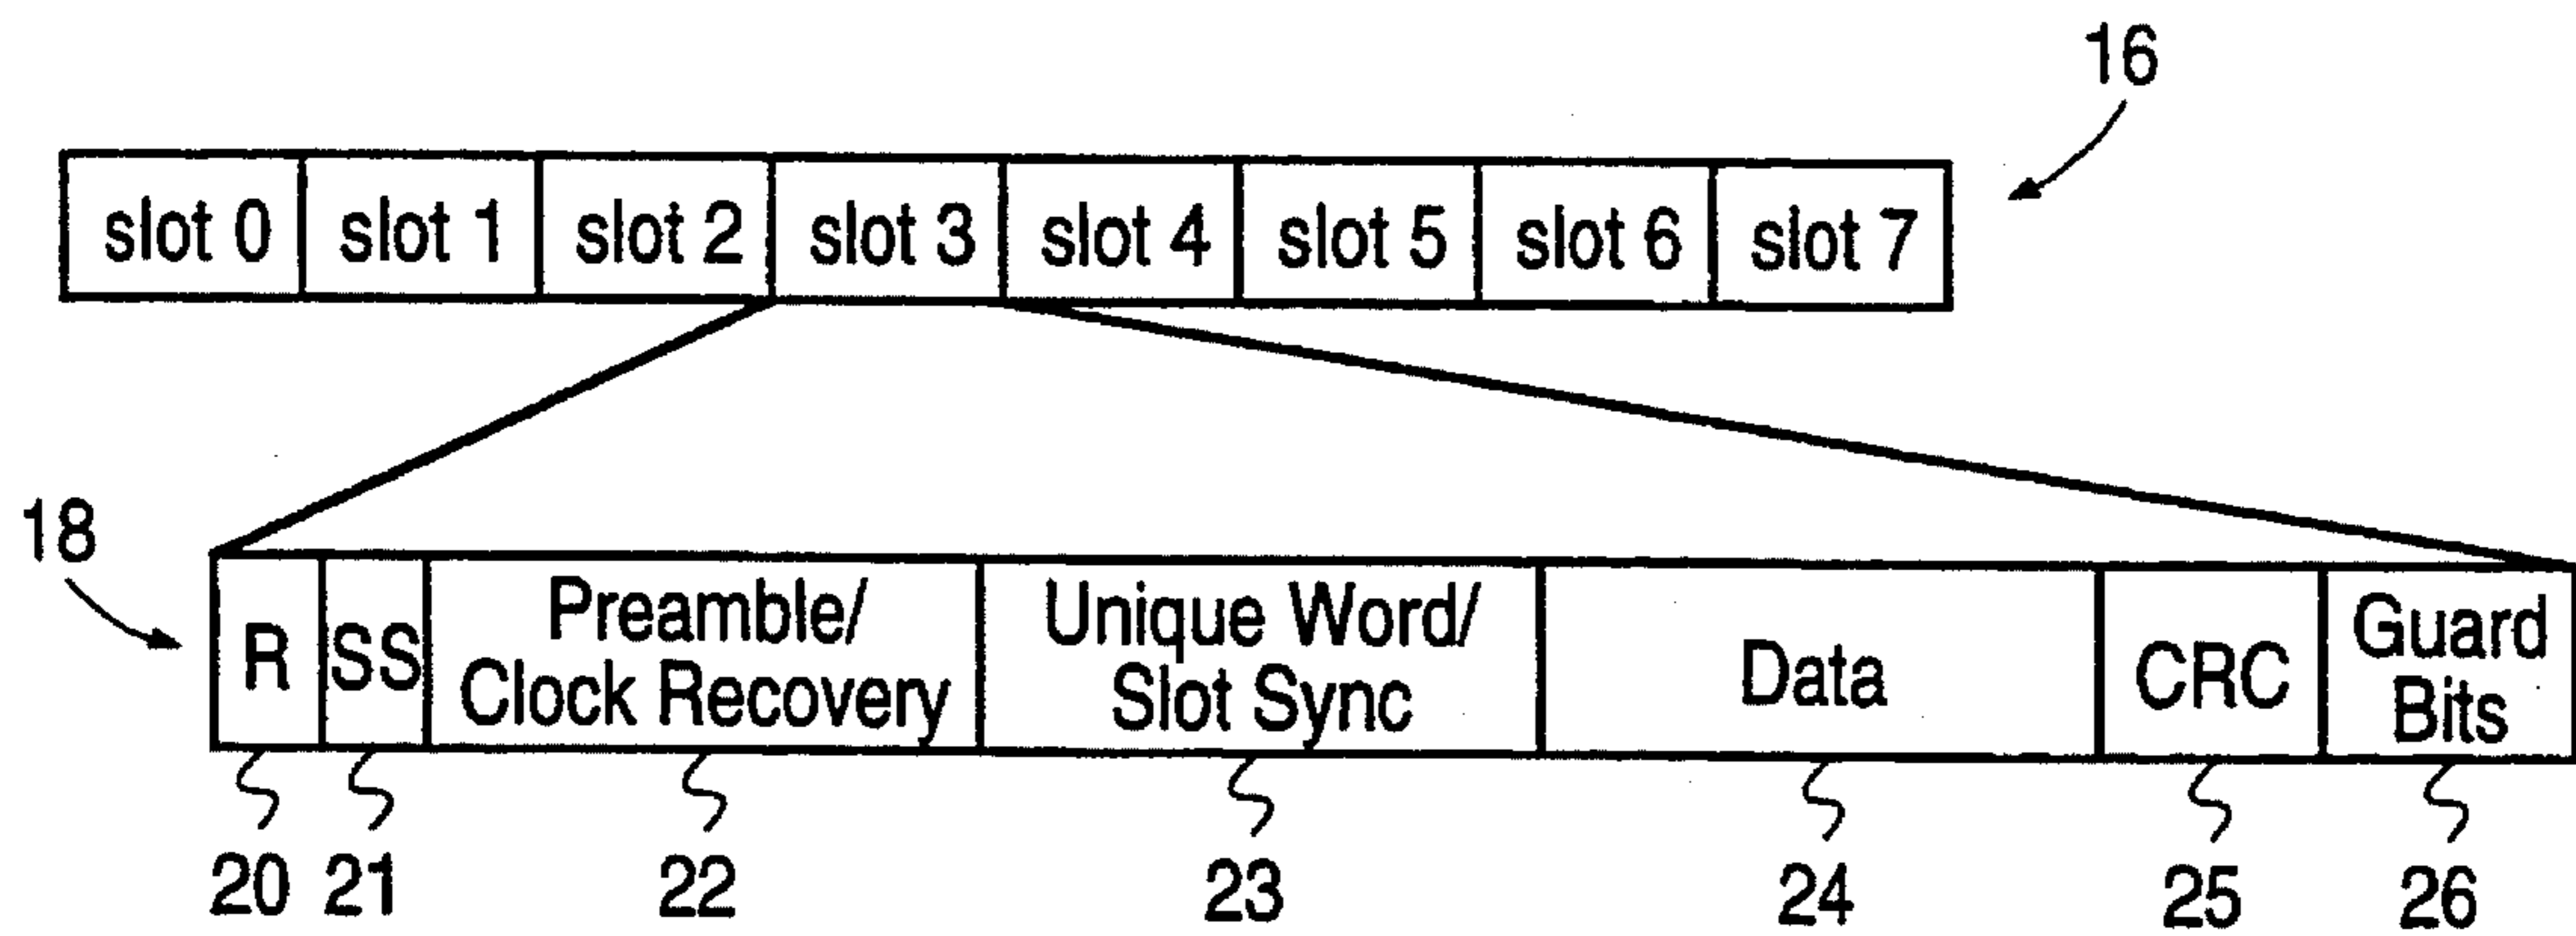 16
slot 0 slot 1 slot 2 slot 3 slot 4 slot 5 slot 6 slot 7
18
R SS Preamble/ Clock Recovery Unique Word/ Slot Sync Data CRC Guard Bits
20 21 22 23 24 25 26